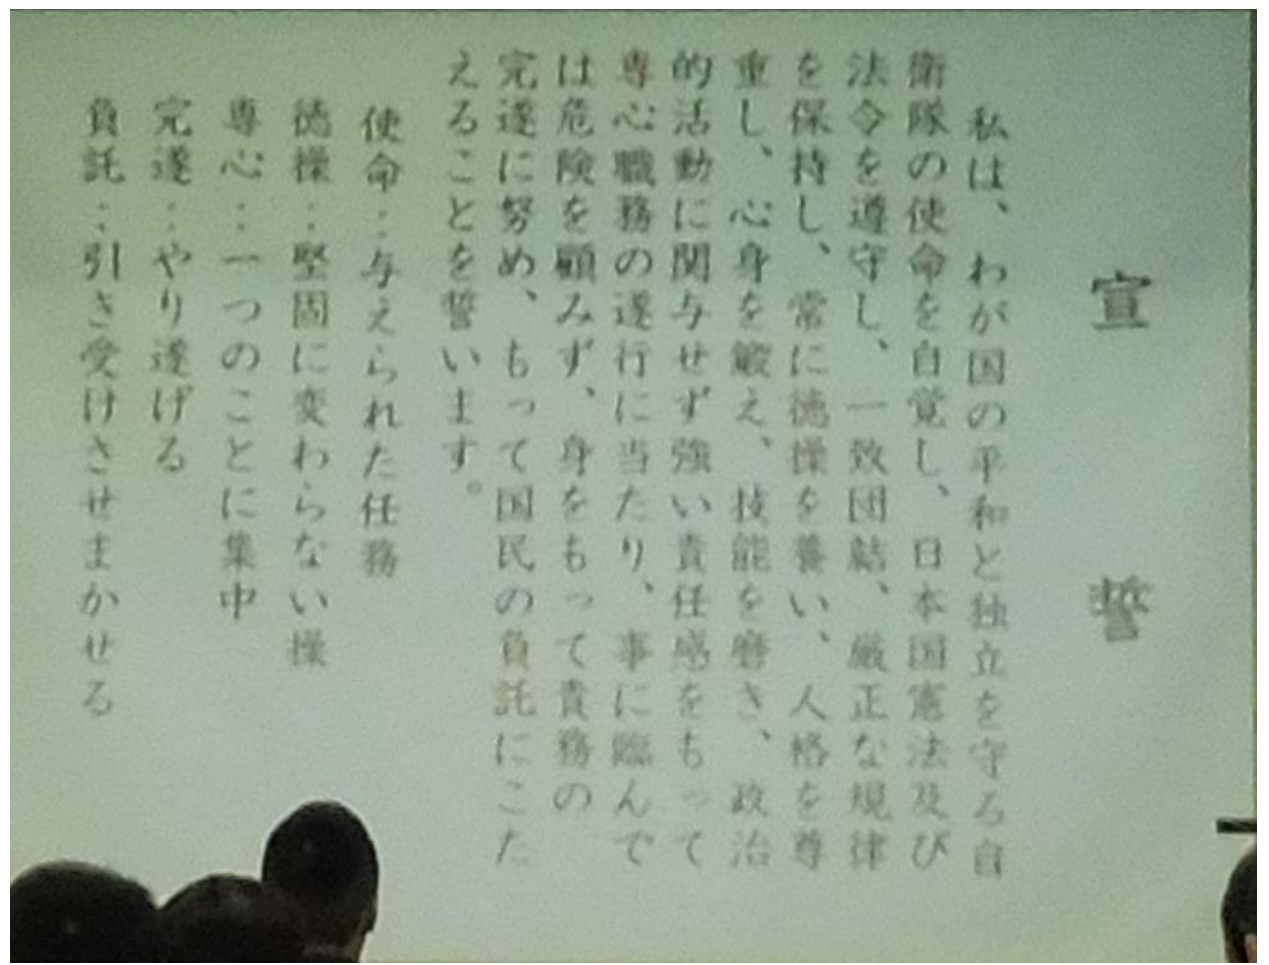 宣誓
私は、わが国の平和と独立を守る自
衛隊の使命を自覚し、日本国憲法及び
法令を遵守し、一致団結、厳正な規律
を保持し、常に徳操を養い、人格を尊
重し、心身を鍛え、技能を磨き、政治
的活動に関与せず強い責任感をもって
専心職務の遂行に当たり、事に臨んで
は危険を顧みず、身をもって責務の
完遂に努め、もって国民の負託にこた
えることを誓います。
使命：与えられた任務
徳操：堅固に変わらない操
専心：一つのことに集中
完遂：やり遂げる
負託：引き受けさせまかせる